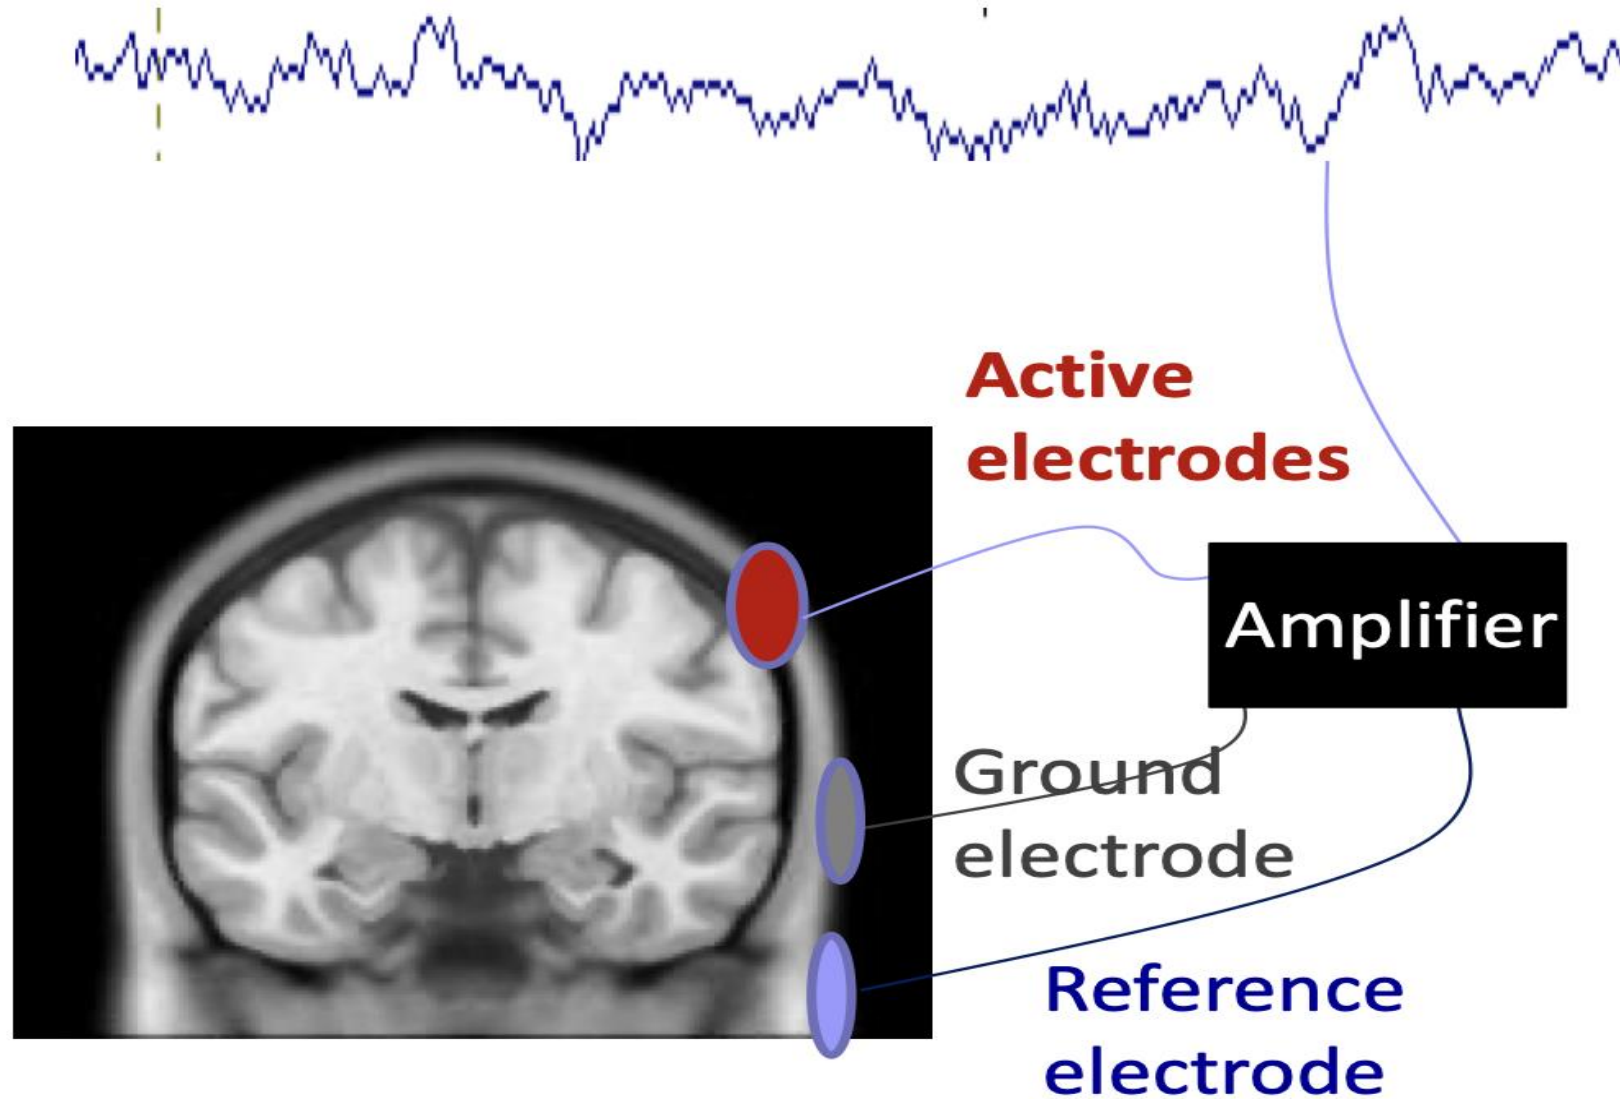 Active
electrodes
Amplifier
Ground
electrode
Reference
electrode